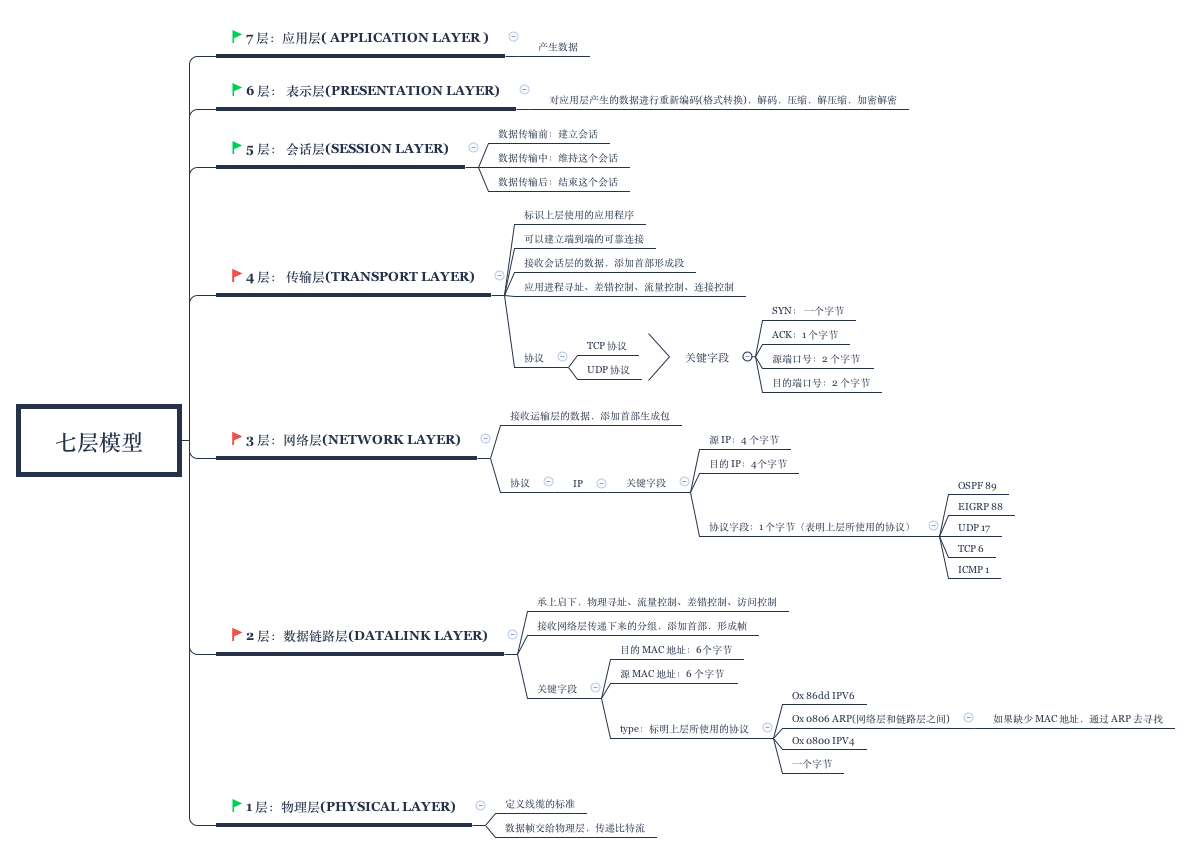 七层模型
7 层：应用层( APPLICATION LAYER )
产生数据
6 层： 表示层(PRESENTATION LAYER)
对应用层产生的数据进行重新编码(格式转换)．解码．压缩．解压缩．加密解密
5 层： 会话层(SESSION LAYER)
数据传输前：建立会话
数据传输中：维持这个会话
数据传输后：结束这个会话
4 层： 传输层(TRANSPORT LAYER)
标识上层使用的应用程序
可以建立端到端的可靠连接
接收会话层的数据．添加首部形成段
应用进程寻址、差错控制、流量控制、连接控制
协议
TCP 协议
UDP 协议
关键字段
SYN： 一个字节
ACK：1 个字节
源端口号：2 个字节
目的端口号：2 个字节
3 层：网络层(NETWORK LAYER)
接收运输层的数据．添加首部生成包
协议
IP
关键字段
源 IP：4 个字节
目的 IP：4个字节
协议字段：1 个字节（表明上层所使用的协议）
OSPF 89
EIGRP 88
UDP 17
TCP 6
ICMP 1
2 层：数据链路层(DATALINK LAYER)
承上启下．物理寻址、流量控制、差错控制、访问控制
接收网络层传递下来的分组．添加首部．形成帧
关键字段
目的 MAC 地址：6个字节
源 MAC 地址：6 个字节
type：标明上层所使用的协议
Ox 86dd IPV6
Ox 0806 ARP(网络层和链路层之间)
如果缺少 MAC 地址．通过 ARP 去寻找
Ox 0800 IPV4
一个字节
1 层：物理层(PHYSICAL LAYER)
定义线缆的标准
数据帧交给物理层．传递比特流